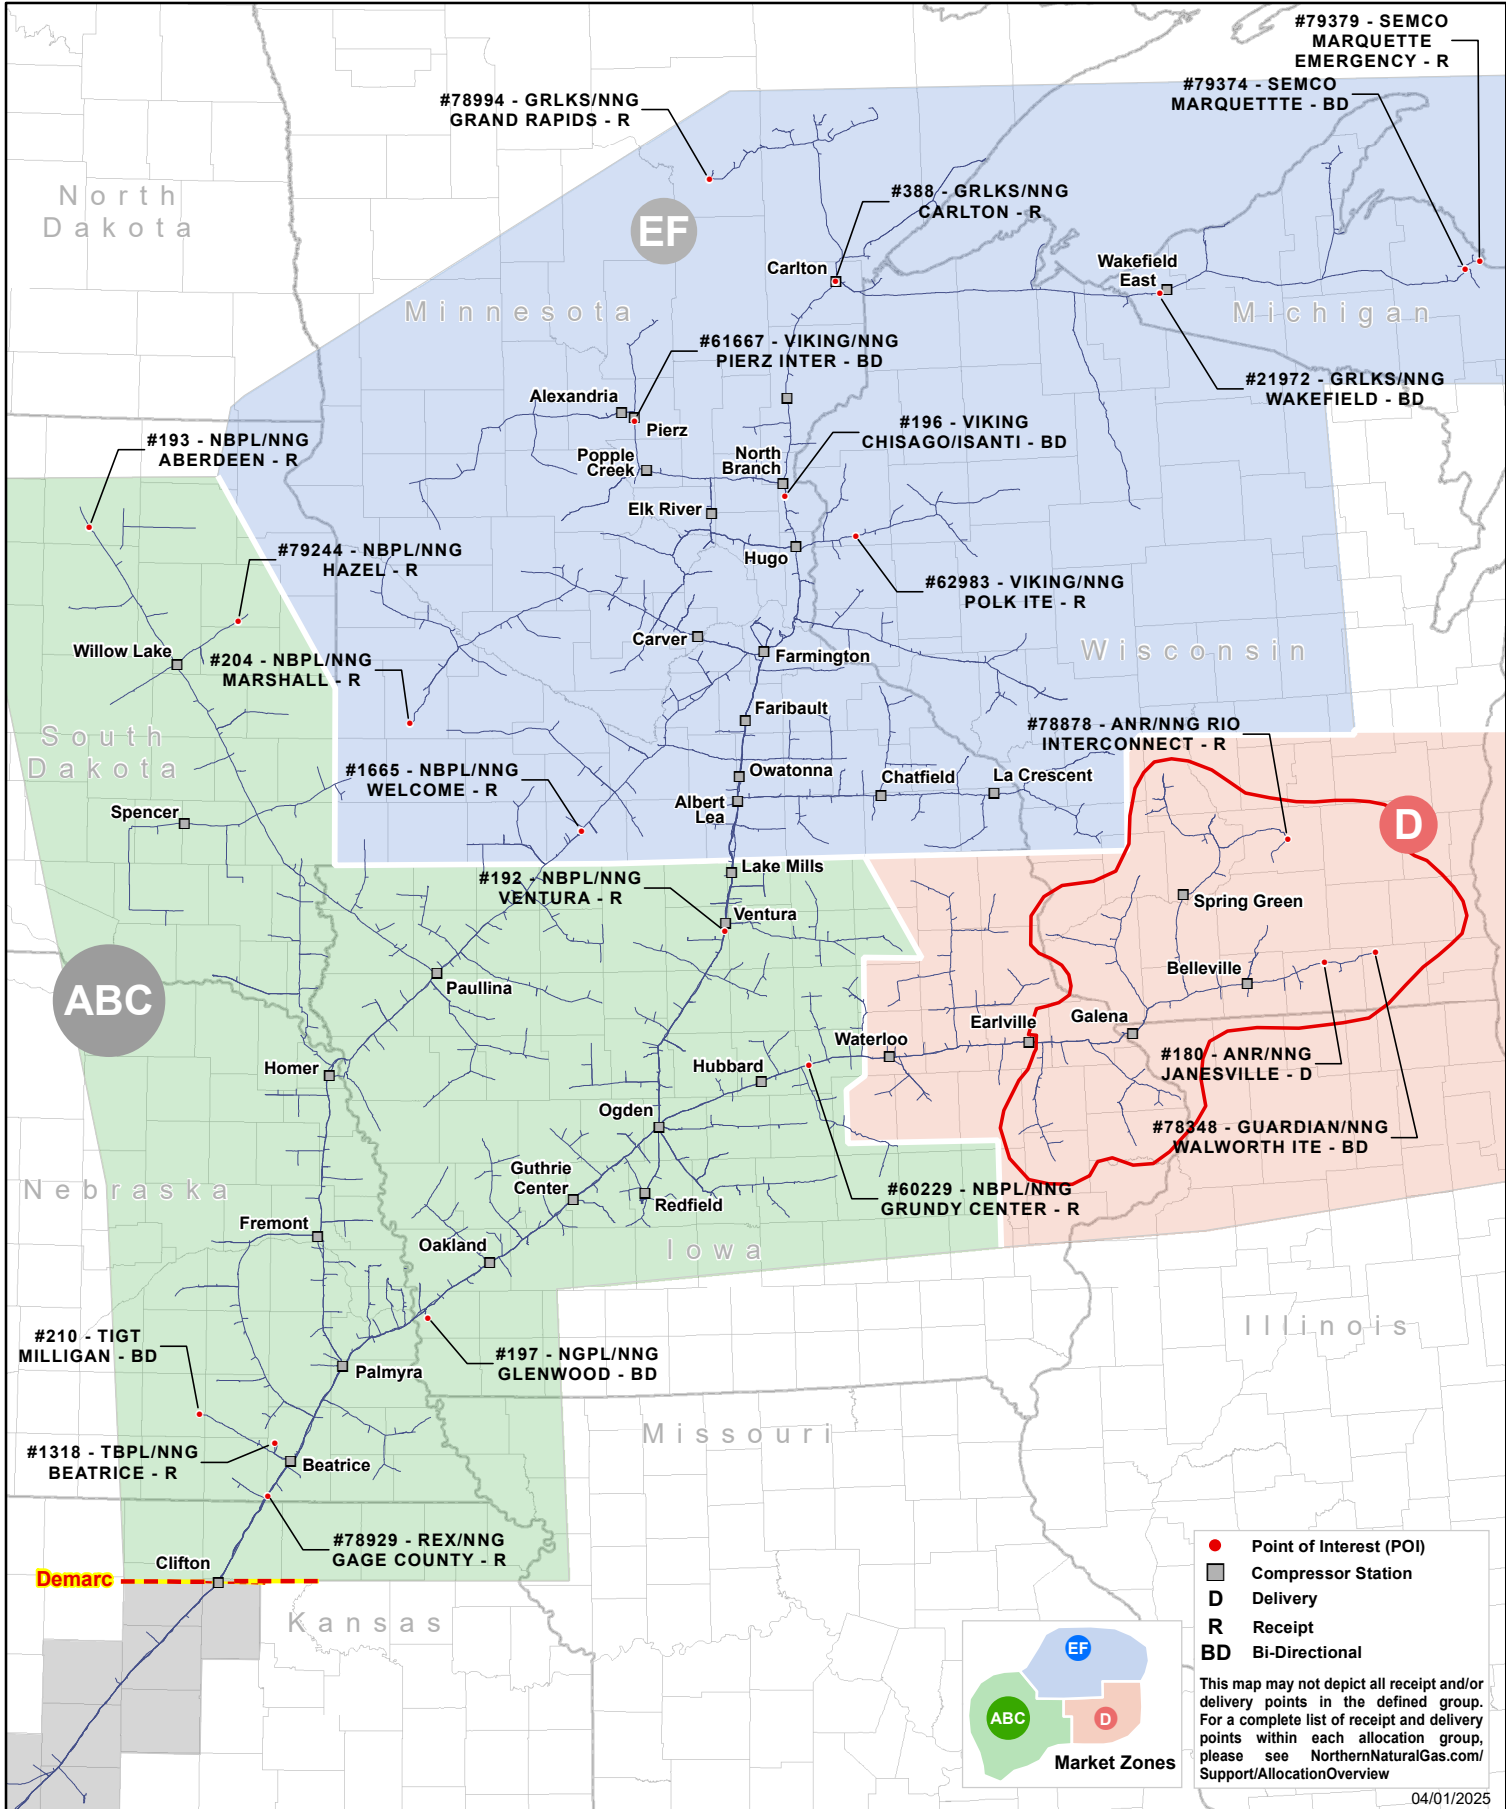 #79379 - SEMCO
MARQUETTE
EMERGENCY - R
#79374 - SEMCO
MARQUETTTE - BD
#78994 - GRLKS/NNG
GRAND RAPIDS - R
North
Dakota
#388 - GRLKS/NNG
CARLTON - R
EF
Carlton
Wakefield
East
Minnesota
Michigan
#61667 - VIKING/NNG
PIERZ INTER - BD
#21972 - GRLKS/NNG
WAKEFIELD - BD
Alexandria
Pierz
#196 - VIKING
CHISAGO/ISANTI - BD
#193 - NBPL/NNG
ABERDEEN - R
Popple
Creek
North
Branch
Elk River
#79244 - NBPL/NNG
HAZEL - R
Hugo
#62983 - VIKING/NNG
POLK ITE - R
Willow Lake
Carver
Farmington
Wisconsin
#204 - NBPL/NNG
MARSHALL - R
Faribault
#78878 - ANR/NNG RIO
INTERCONNECT - R
South
Dakota
#1665 - NBPL/NNG
WELCOME - R
Owatonna
Chatfield
La Crescent
Albert
Lea
Spencer
D
Lake Mills
#192 - NBPL/NNG
VENTURA - R
Spring Green
Ventura
Belleville
ABC
Paullina
Earlville
Galena
Waterloo
Homer
Hubbard
#180 - ANR/NNG
JANESVILLE - D
Ogden
#78348 - GUARDIAN/NNG
WALWORTH ITE - BD
Guthrie
Center
Nebraska
Redfield
#60229 - NBPL/NNG
GRUNDY CENTER - R
Fremont
Oakland
Iowa
Illinois
#210 - TIGT
MILLIGAN - BD
#197 - NGPL/NNG
GLENWOOD - BD
Palmyra
Missouri
#1318 - TBPL/NNG
BEATRICE - R
Beatrice
#78929 - REX/NNG
GAGE COUNTY - R
Clifton
Demarc
Kansas
Point of Interest (POI)
Compressor Station
D Delivery
R Receipt
BD Bi-Directional
This map may not depict all receipt and/or
delivery points in the defined group.
For a complete list of receipt and delivery
points within each allocation group,
please see NorthernNaturalGas.com/
Support/AllocationOverview
EF
ABC
D
Market Zones
04/01/2025